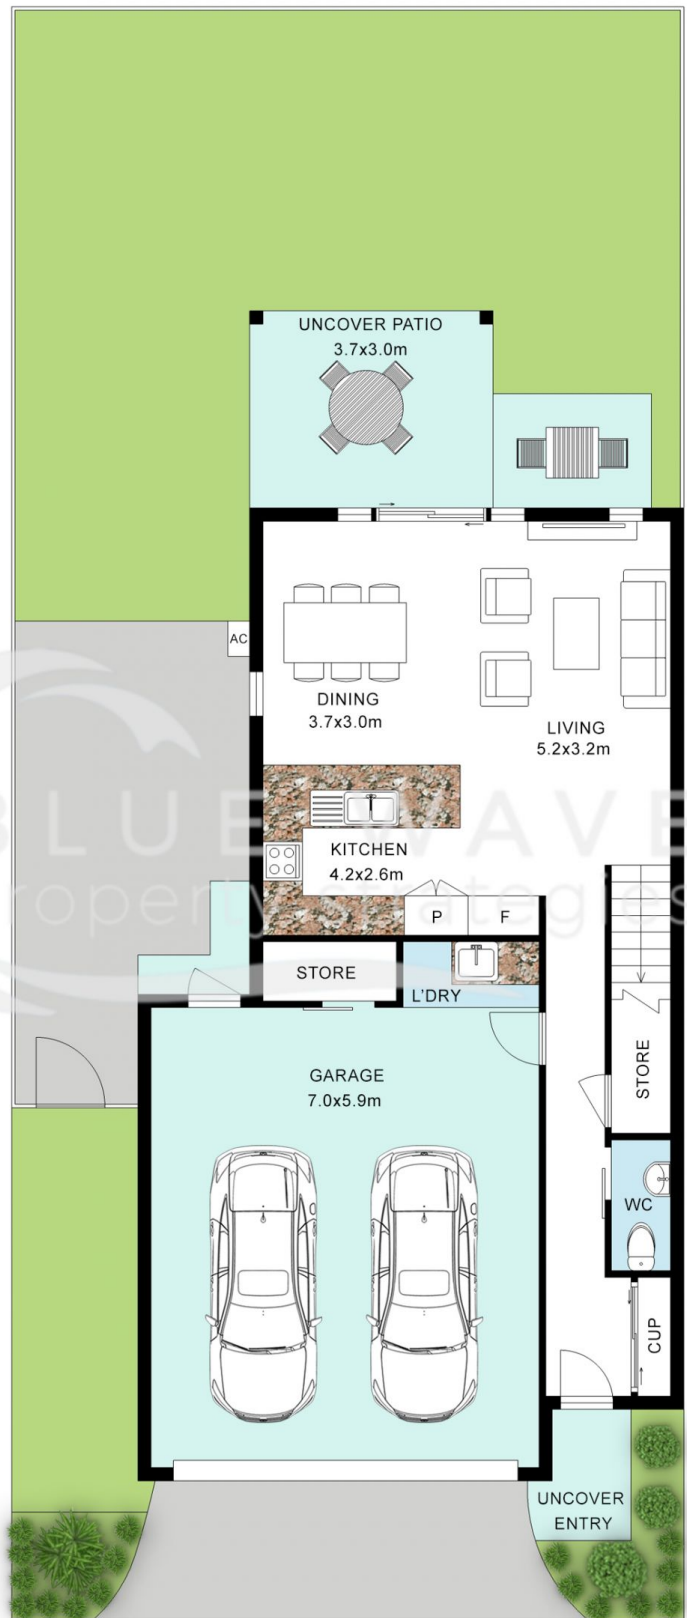 UNCOVER PATIO
3.7x3.0m
AC
DINING
3.7x3.0m
LIVING
5.2x3.2m
BLUE WAVE
KITCHEN
4.2x2.6m
property strategies
P
F
STORE
L'DRY
STORE
GARAGE
7.0x5.9m
WC
CUP
UNCOVER
ENTRY